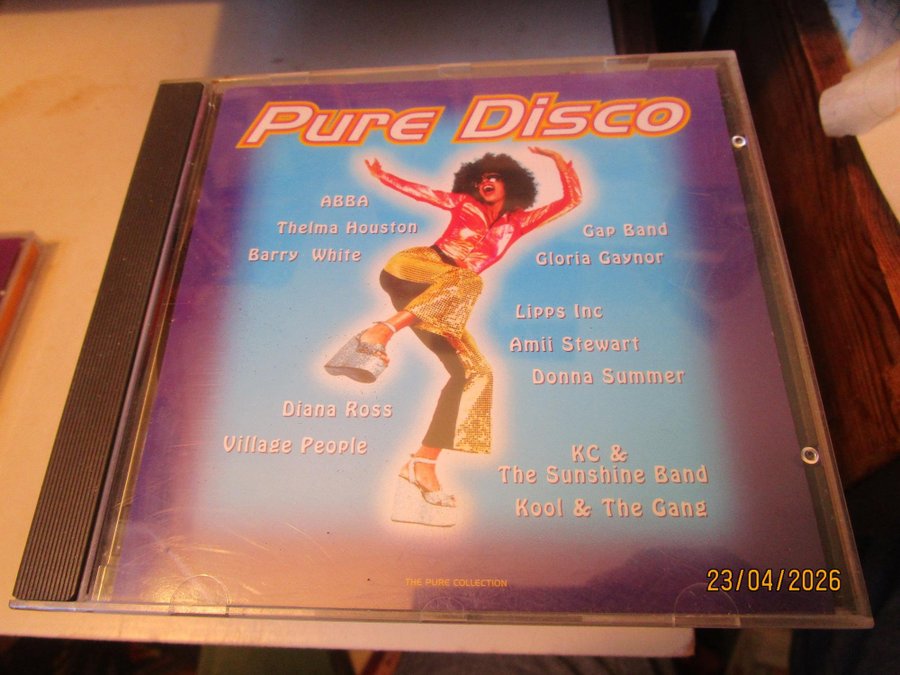 Pure Disco
ABBA
Thelma Houston
Barry White
Gap Band
Gloria Gaynor
Lipps Inc
Amii Stewart
Donna Summer
Diana Ross
Village People
KC &
The Sunshine Band
Kool & The Gang
THE PURE COLLECTION
23/04/2026